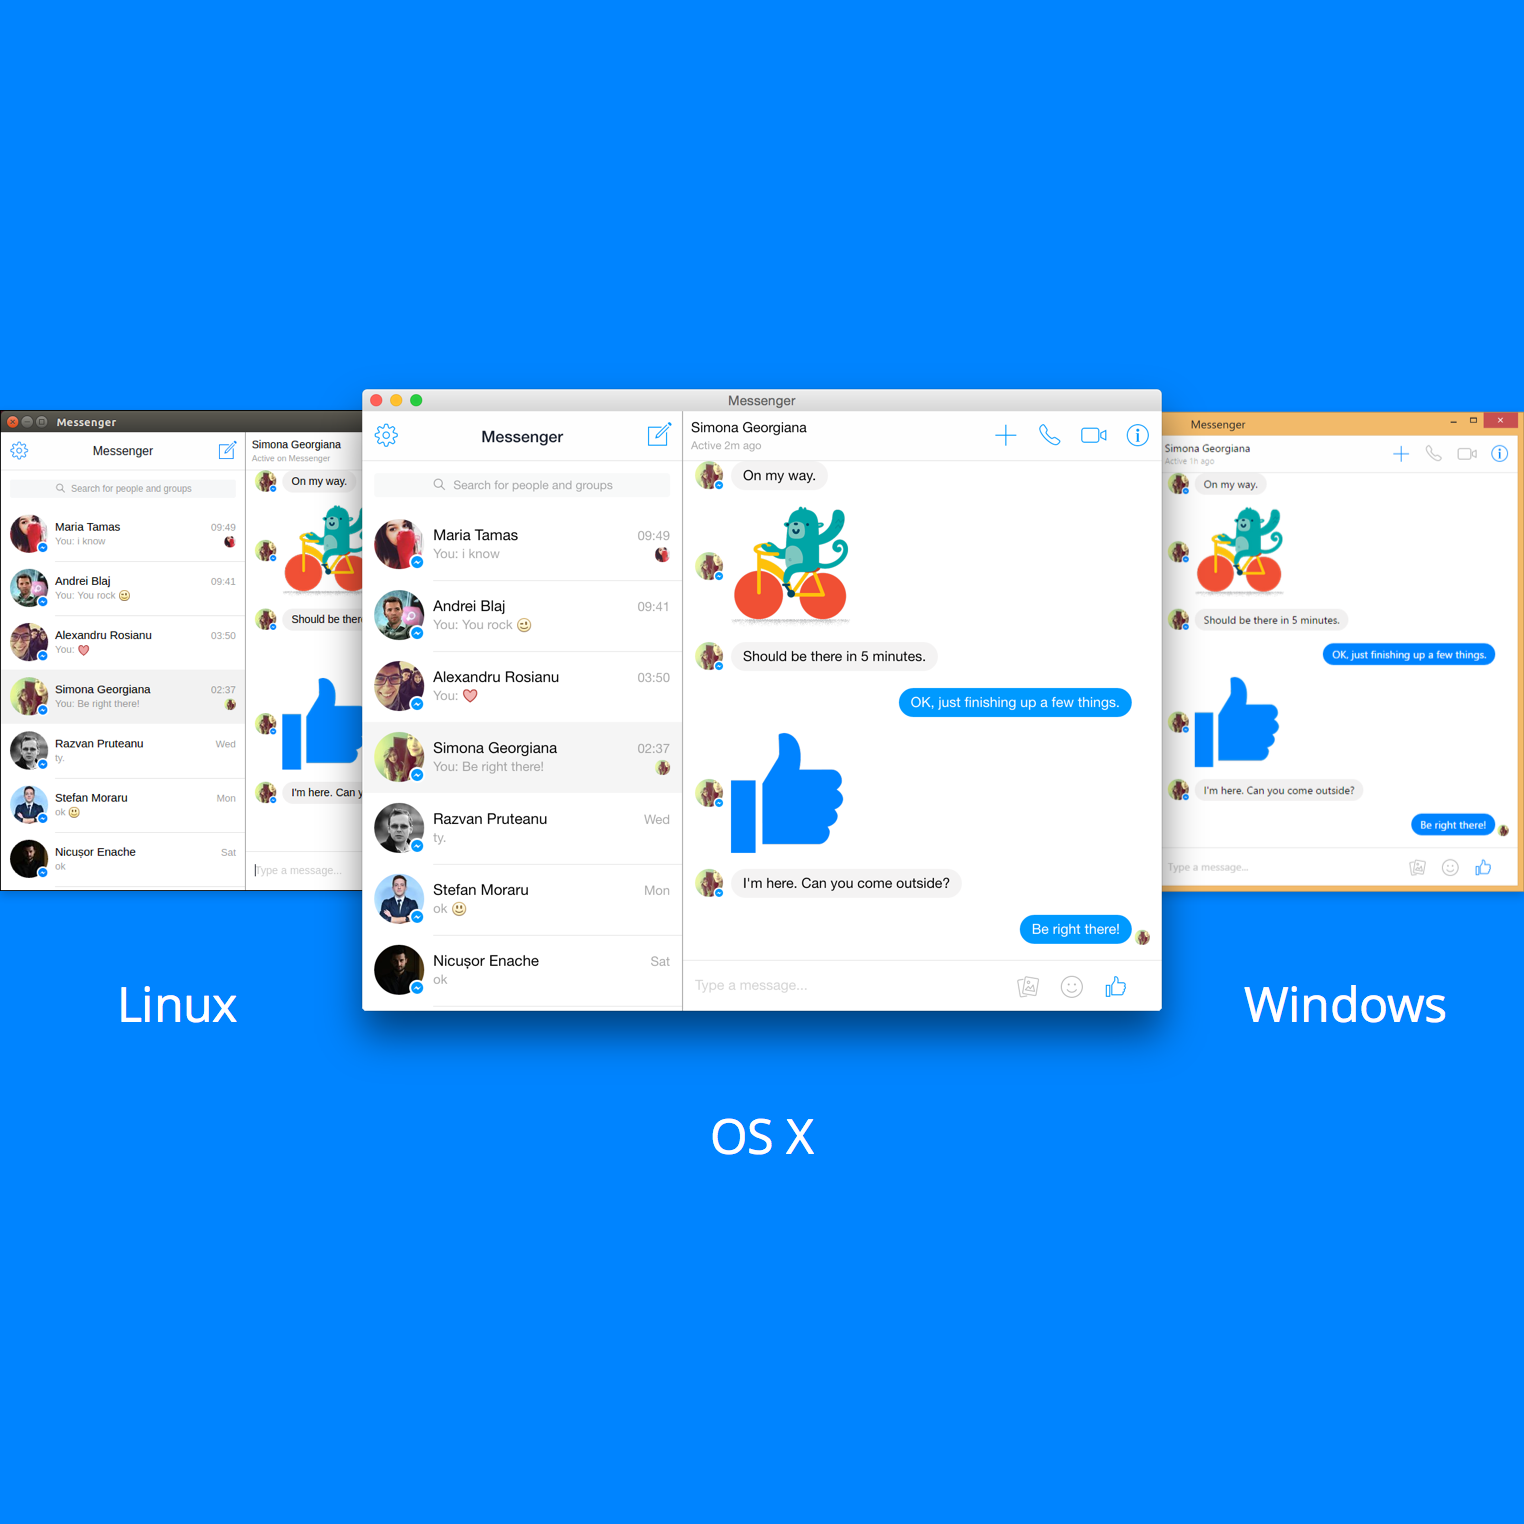 Messenger
Messenger
Search for people and groups
Maria Tamas 09:49
You: i know
Andrei Blaj 09:41
You: You rock
Alexandru Rosianu 03:50
You:
Simona Georgiana 02:37
You: Be right there!
Razvan Pruteanu Wed
ty.
Stefan Moraru Mon
ok
Nicușor Enache Sat
ok
Simona Georgiana
Active on Messenger
On my way.
Should be ther
I'm here. Can y
Type a message...
Messenger
Messenger
Search for people and groups
Maria Tamas 09:49
You: i know
Andrei Blaj 09:41
You: You rock
Alexandru Rosianu 03:50
You:
Simona Georgiana 02:37
You: Be right there!
Razvan Pruteanu Wed
ty.
Stefan Moraru Mon
ok
Nicușor Enache Sat
ok
Simona Georgiana
Active 2m ago
On my way.
Should be there in 5 minutes.
OK, just finishing up a few things.
I'm here. Can you come outside?
Be right there!
Type a message...
Messenger
Simona Georgiana
Active 1h ago
On my way.
Should be there in 5 minutes.
OK, just finishing up a few things.
I'm here. Can you come outside?
Be right there!
Type a message...
Linux
Windows
OS X